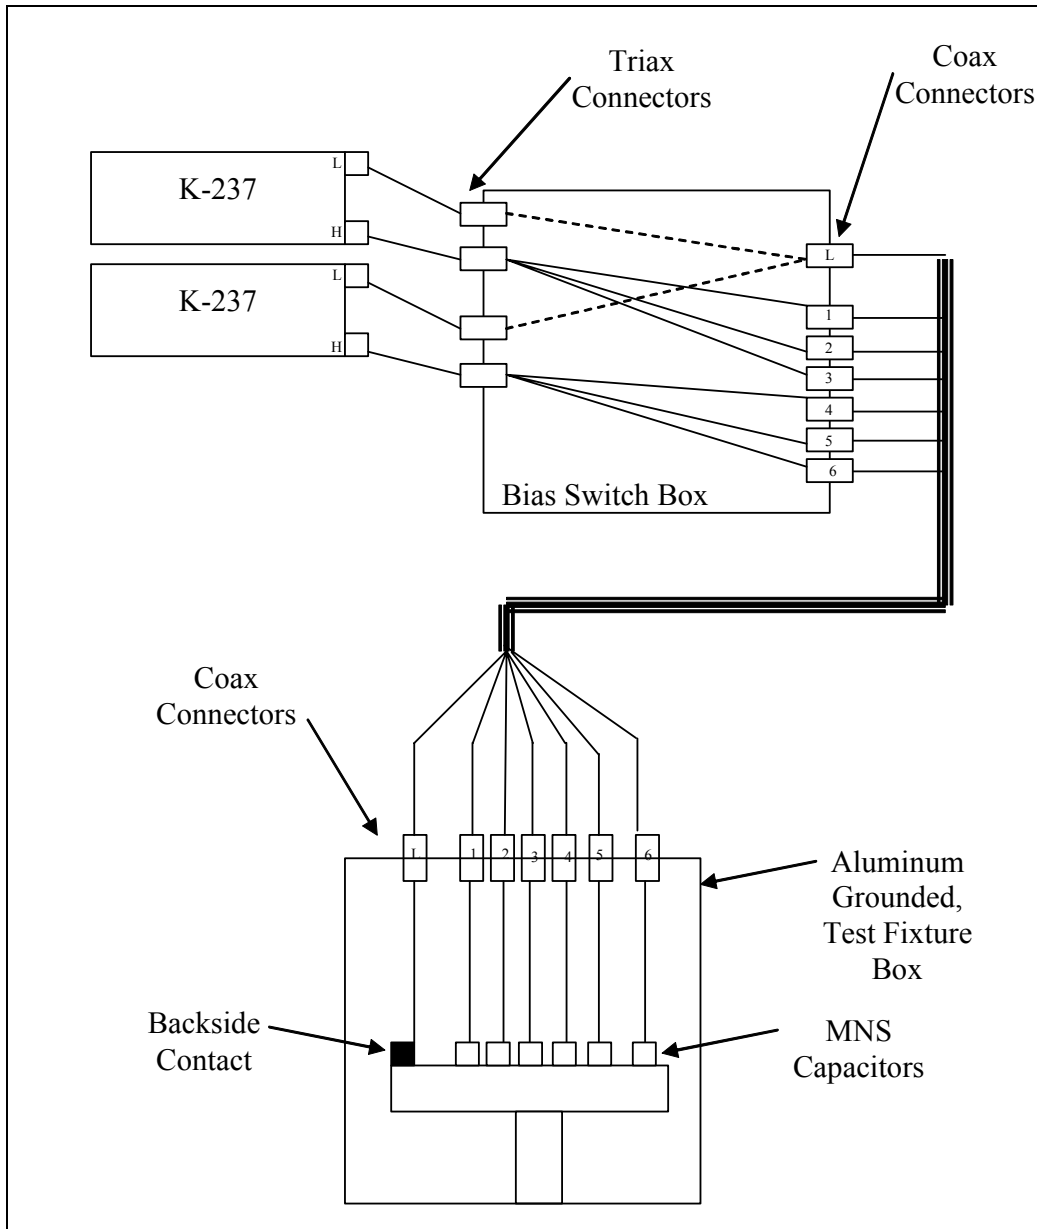 Triax
Connectors
Coax
Connectors
L
K-237
H
L
K-237
H
L
1
2
3
4
5
6
Bias Switch Box
Coax
Connectors
L
1
2
3
4
5
6
Aluminum
Grounded,
Test Fixture
Box
Backside
Contact
MNS
Capacitors